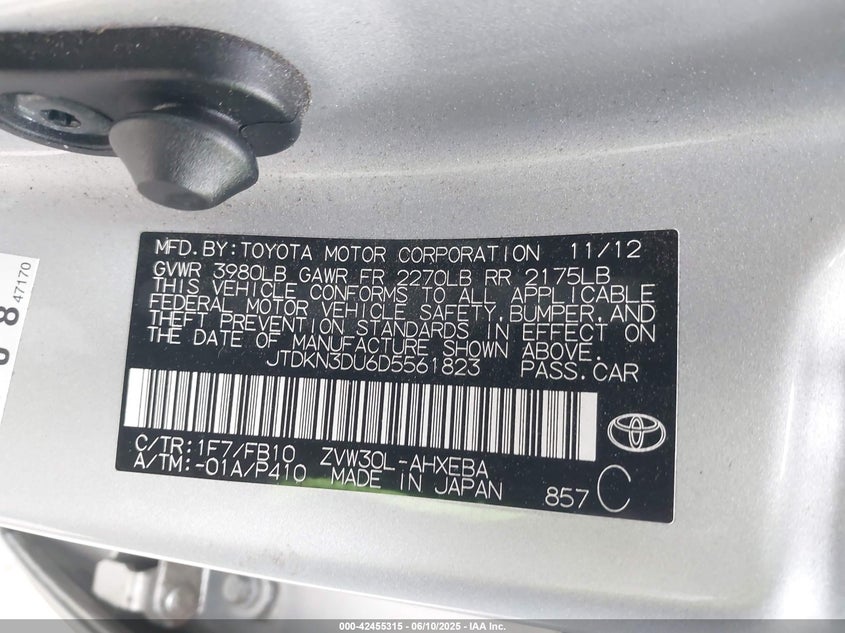 MFD. BY: TOYOTA MOTOR CORPORATION 11/12
GVWR 3980LB GAWR FR 2270LB RR 2175LB
THIS VEHICLE CONFORMS TO ALL APPLICABLE
FEDERAL MOTOR VEHICLE SAFETY, BUMPER, AND
THEFT PREVENTION STANDARDS IN EFFECT ON
THE DATE OF MANUFACTURE SHOWN ABOVE.
JTDKN3DU6D5561823 PASS. CAR
C/TR: 1F7/FB10 ZVW30L-AHXEBA
A/TM: -01A/P410 MADE IN JAPAN
857 C
47170
8
000-42455315 - 06/10/2025 - IAA Inc.